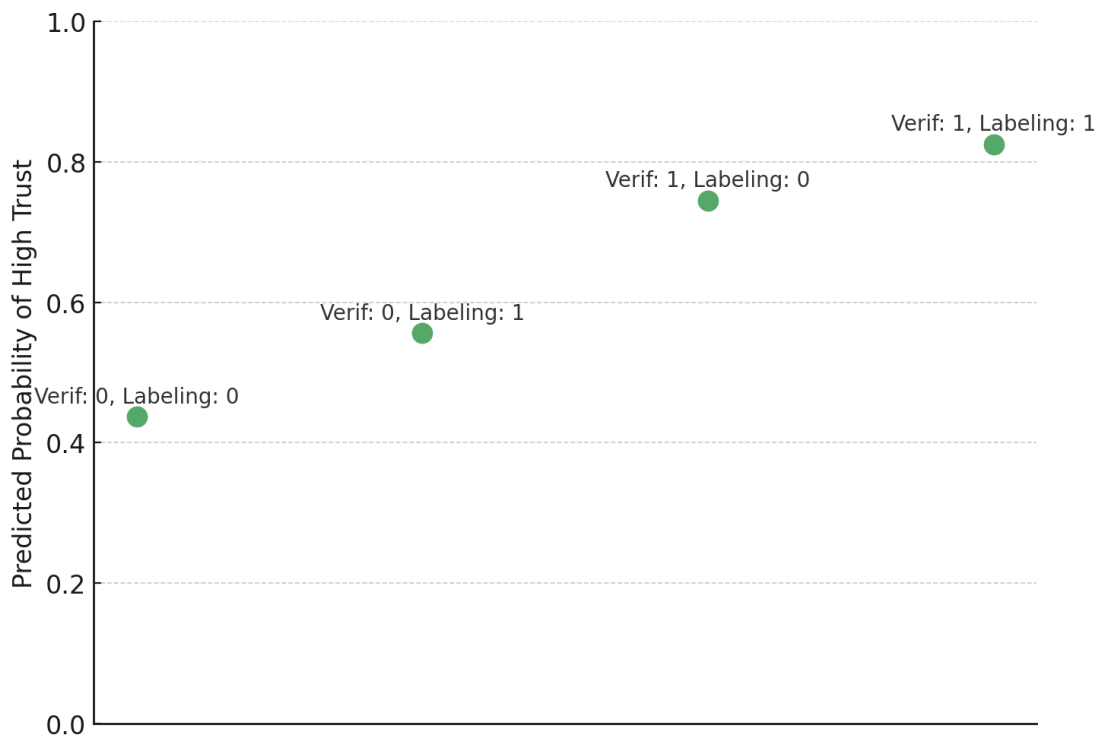 1.0
Verif: 1, Labeling: 1
0.8
Verif: 1, Labeling: 0
0.6
Verif: 0, Labeling: 1
Verif: 0, Labeling: 0
0.4
0.2
0.0
Predicted Probability of High Trust